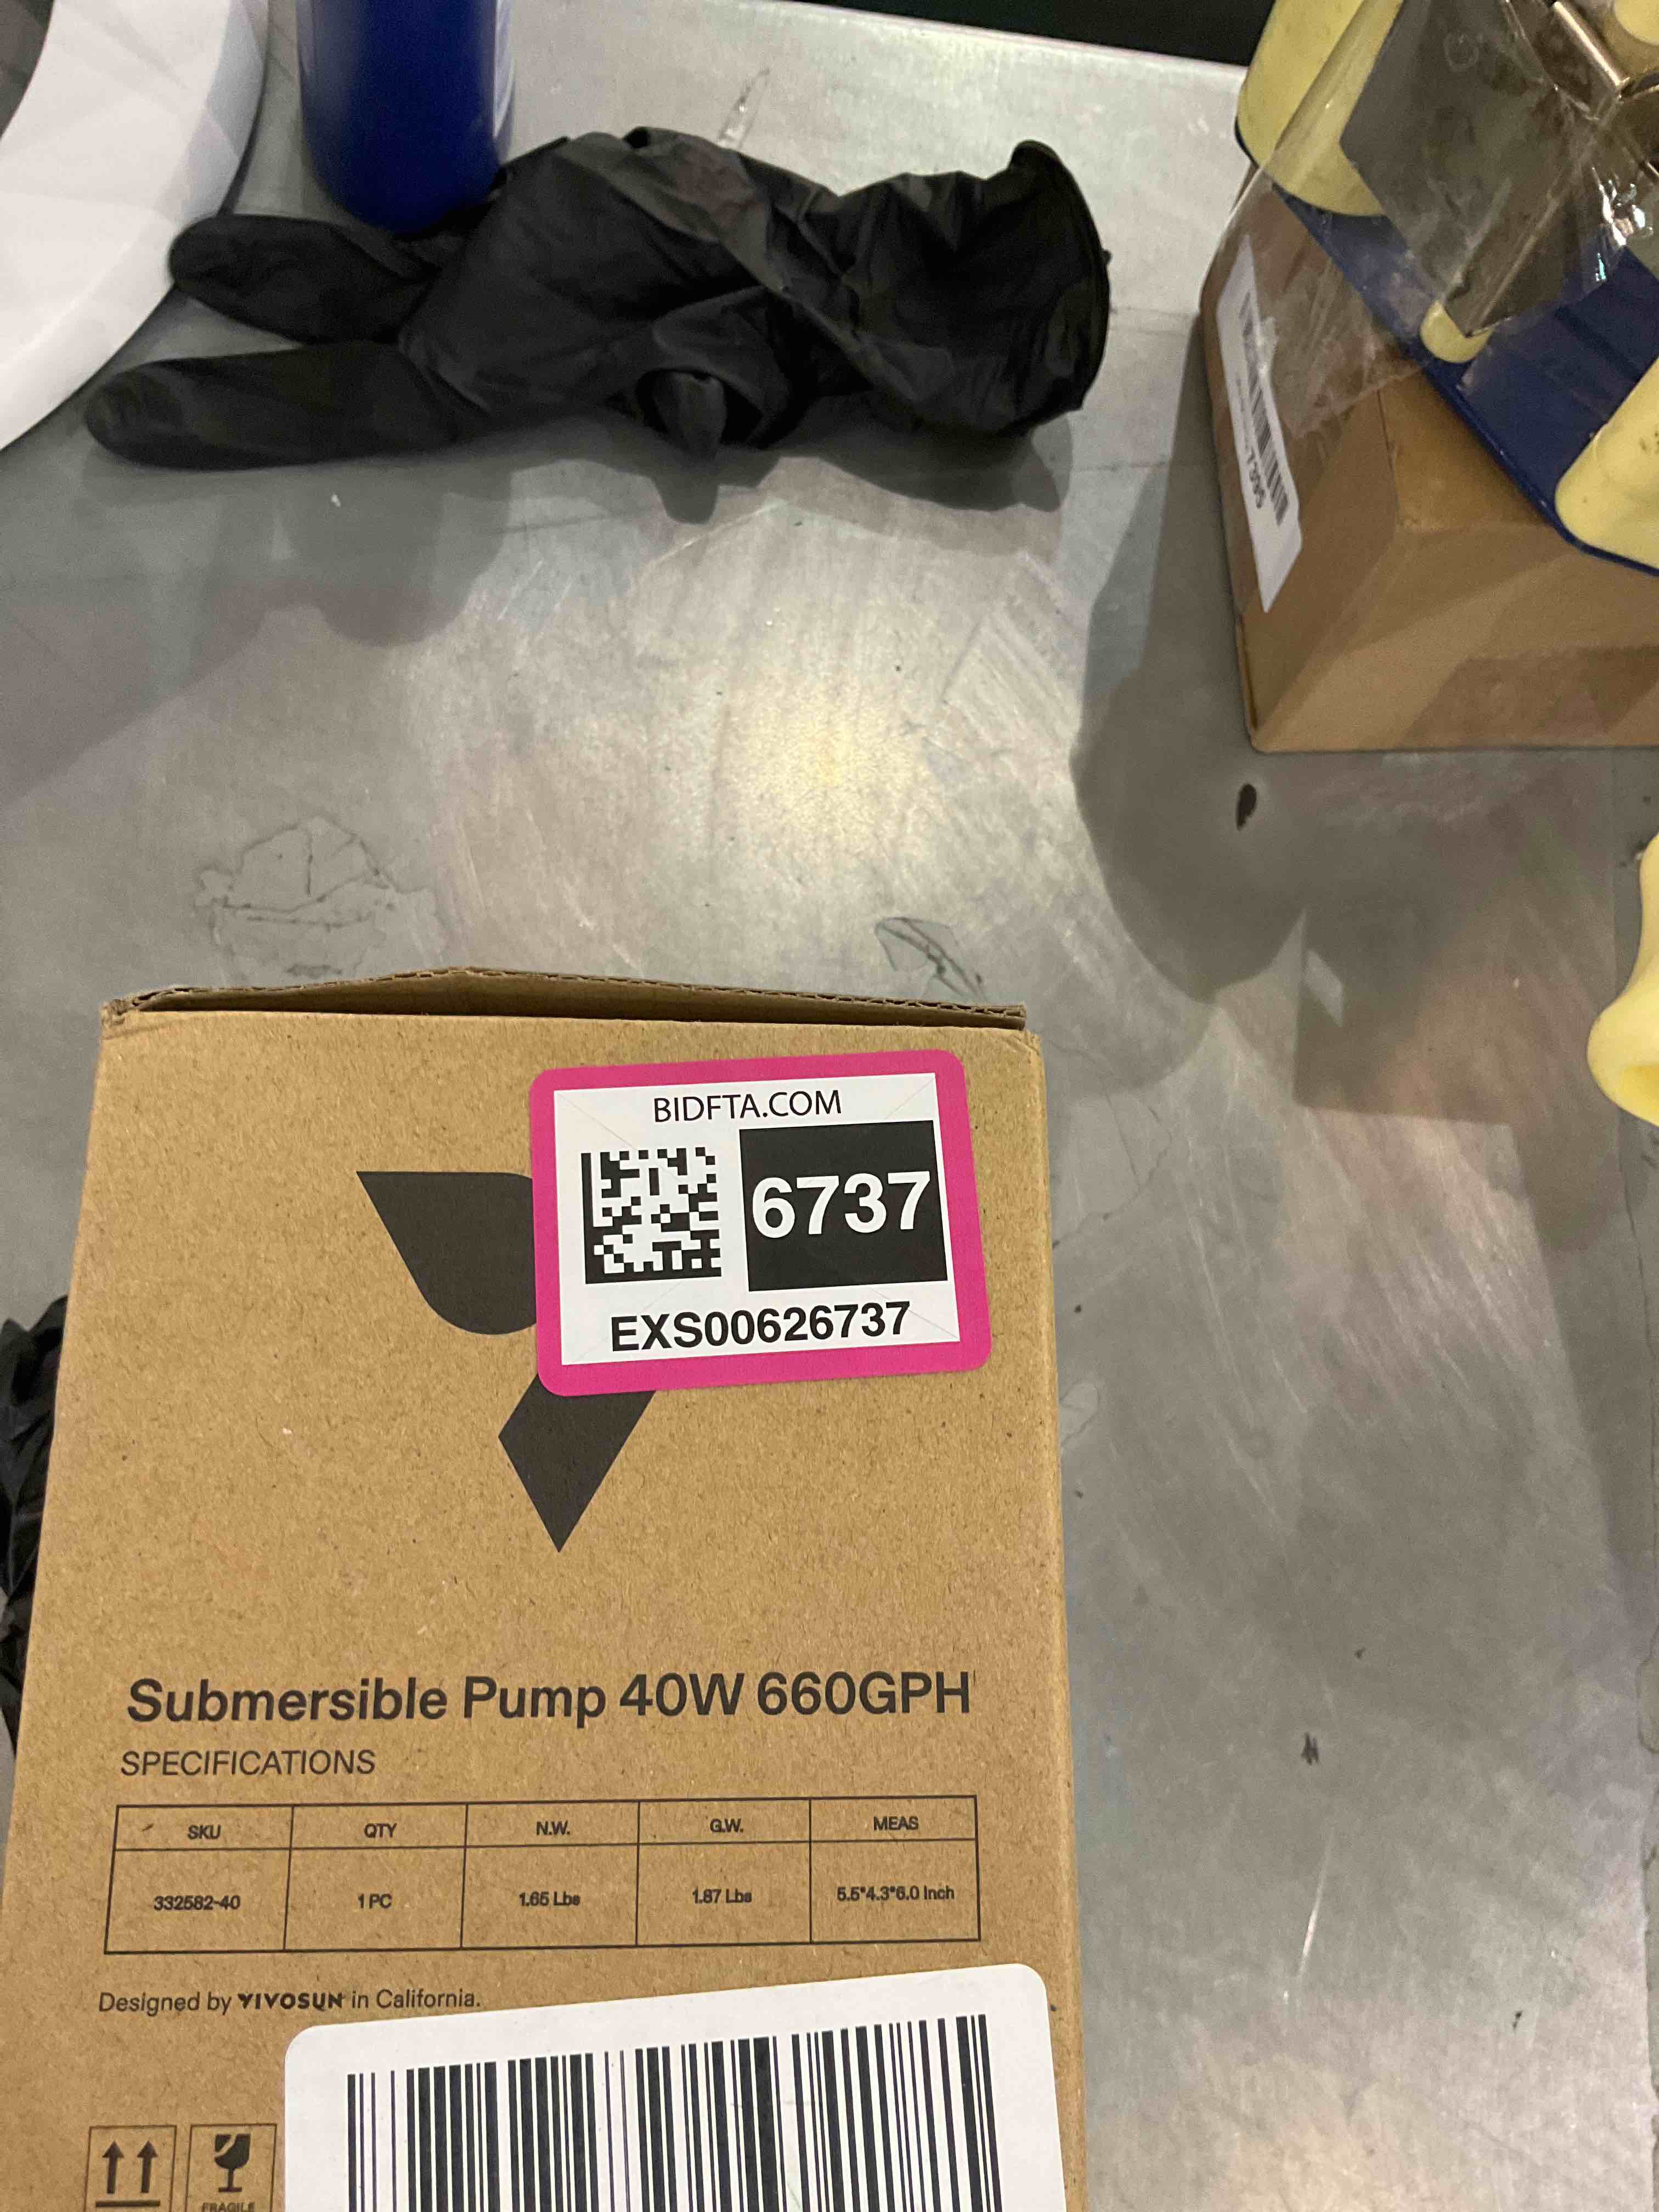 7395
BIDFTA.COM
6737
EXS00626737
Submersible Pump 40W 660GPH
SPECIFICATIONS
SKU QTY N.W. G.W. MEAS
332582-40 1 PC 1.65 Lbs 1.87 Lbs 5.5*4.3*6.0 Inch
Designed by VIVOSUN in California.
FRAGILE